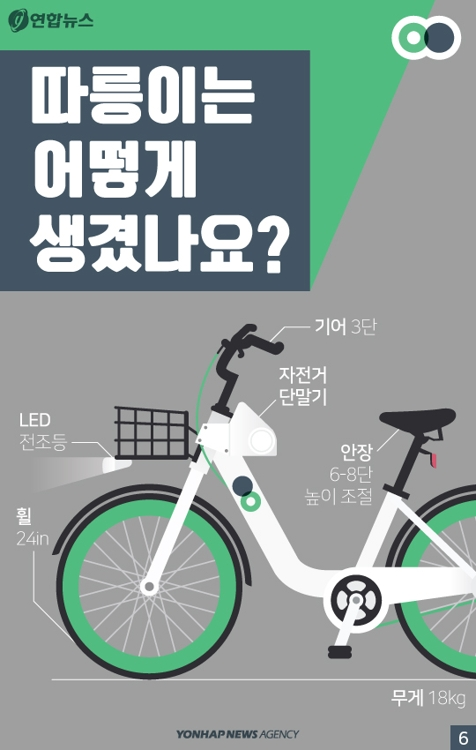 연합뉴스
따릉이는
어떻게
생겼나요?
기어 3단
자전거
단말기
LED
전조등
안장
6-8단
높이 조절
휠
24in
무게 18kg
YONHAP NEWS AGENCY
6